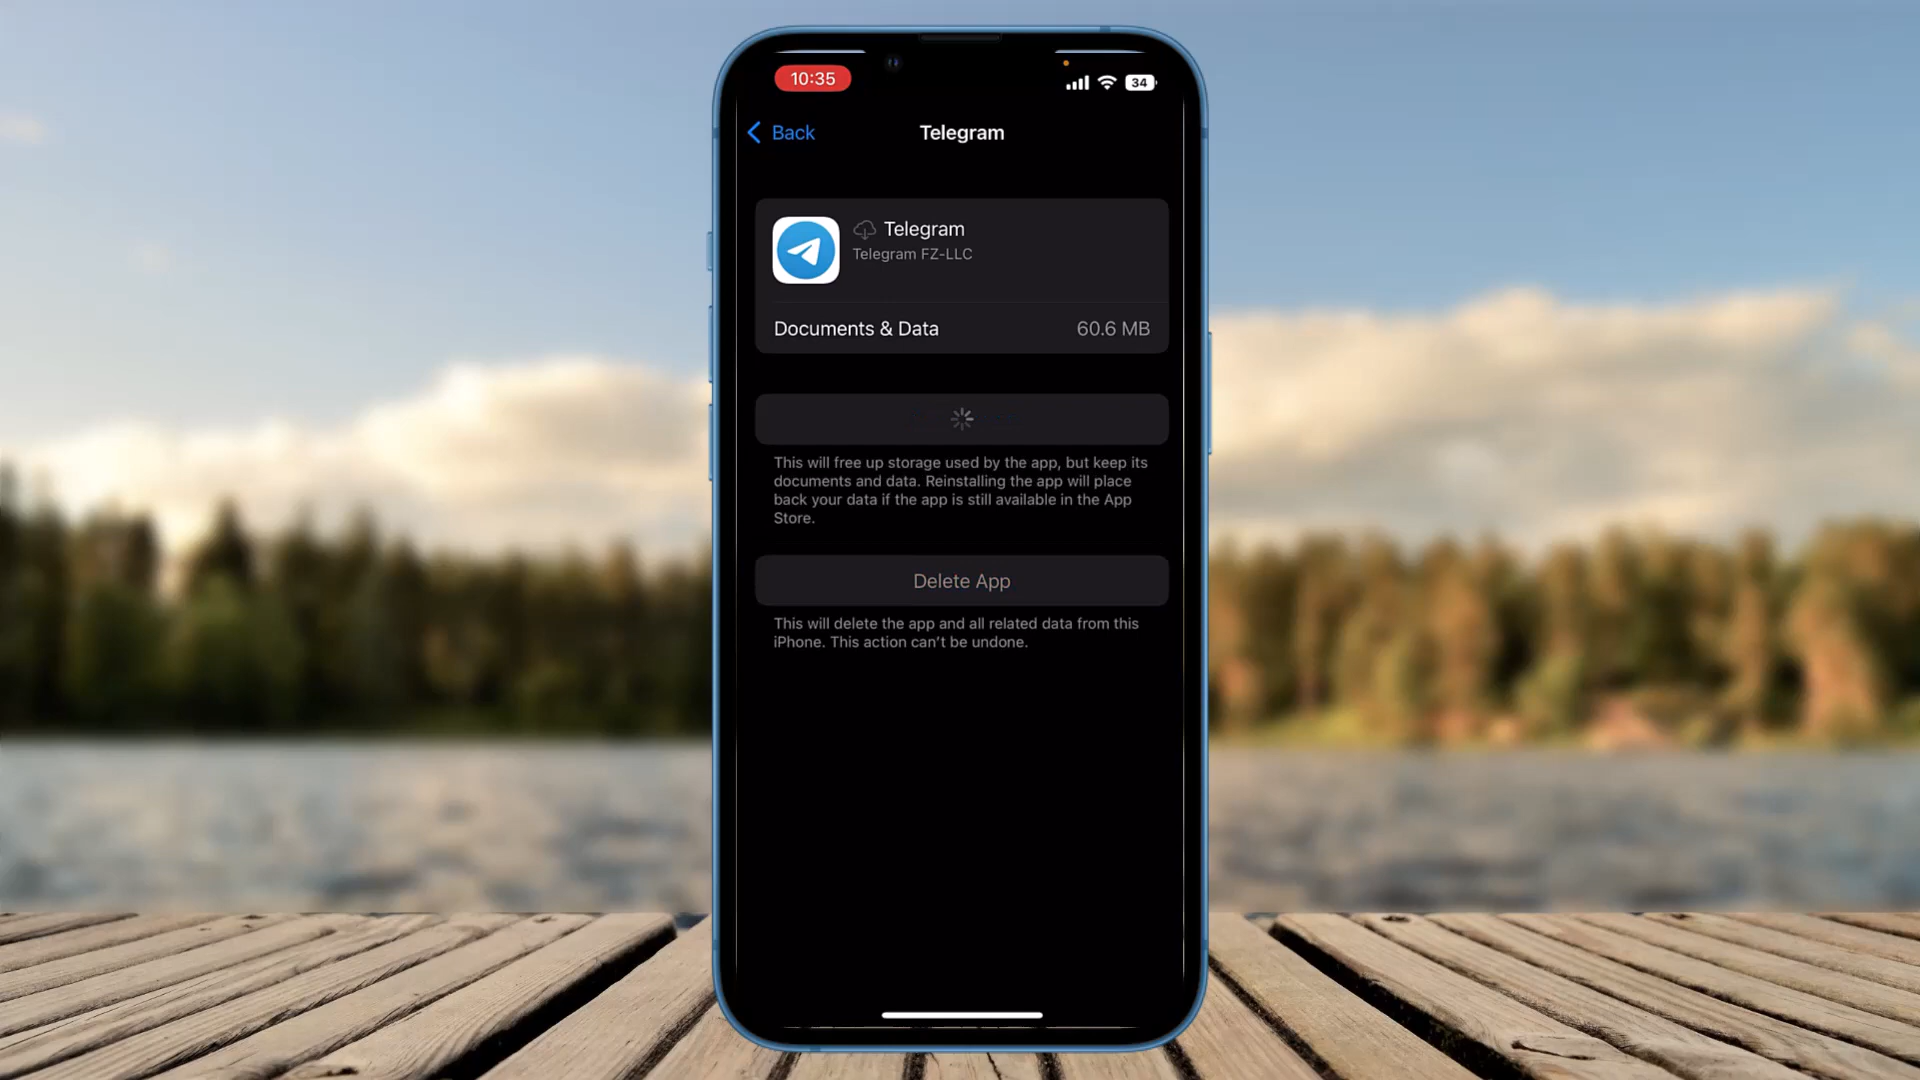 10:35
34
Back
Telegram
Telegram
Telegram FZ-LLC
Documents & Data
60.6 MB
This will free up storage used by the app, but keep its
documents and data. Reinstalling the app will place
back your data if the app is still available in the App
Store.
Delete App
This will delete the app and all related data from this
iPhone. This action can't be undone.